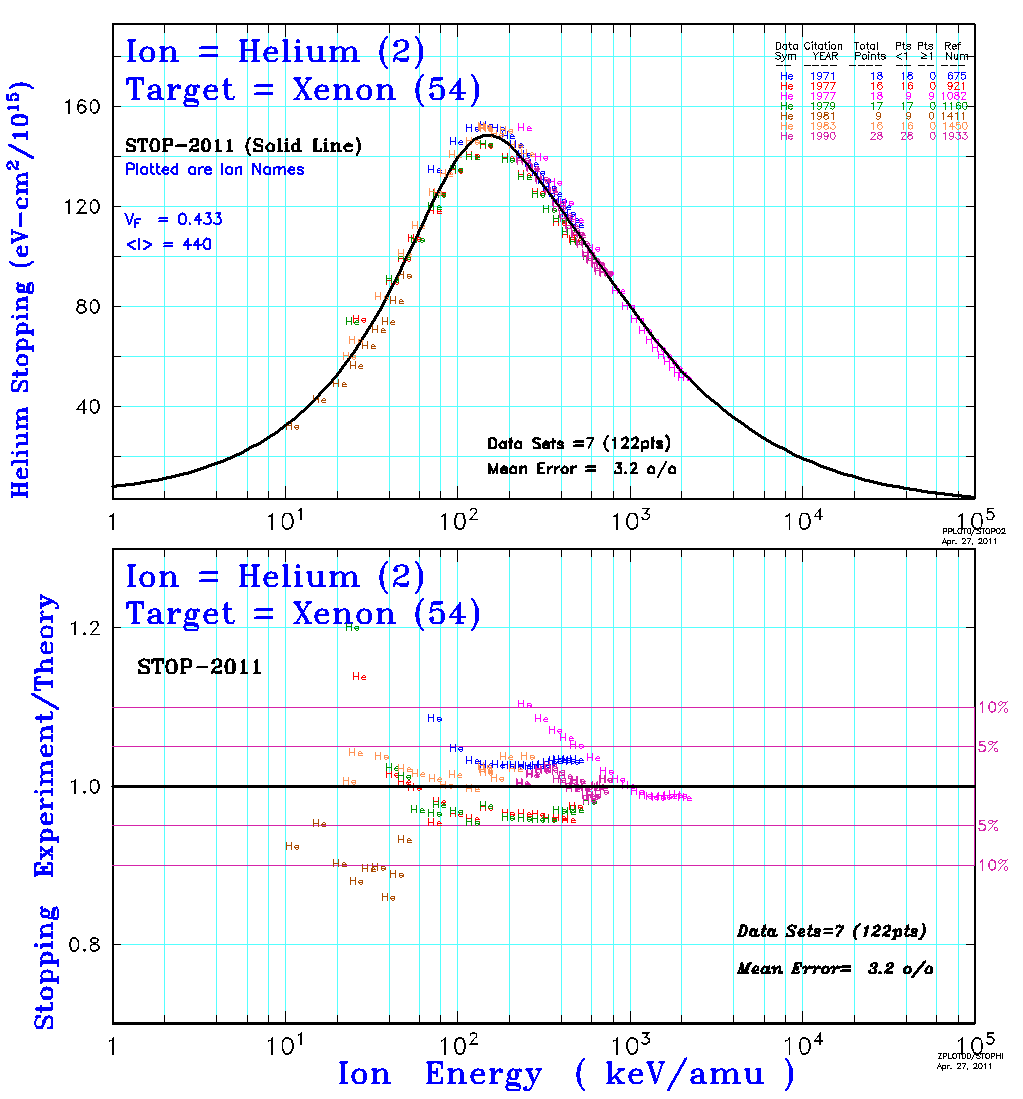 Ion = Helium (2)
Target = Xenon (54)
STOP-2011 (Solid Line)
Plotted are Ion Names
VF = 0.433
<I> = 440
Data Citation Total Pts Pts Ref
Sym YEAR Points <1 ≥1 Num
He 1971 18 18 0 675
He 1977 16 16 0 921
He 1977 18 9 9 1082
He 1979 17 17 0 1160
He 1981 9 9 0 1411
He 1983 16 16 0 1450
He 1990 28 28 0 1933
Data Sets =7 (122pts)
Mean Error = 3.2 o/o
Helium Stopping (eV-cm²/10¹⁵)
160
120
80
40
1 10¹ 10² 10³ 10⁴ 10⁵
PPLOT0/STOP02
Apr. 27, 2011
Ion = Helium (2)
Target = Xenon (54)
STOP-2011
Stopping Experiment/Theory
1.2
1.0
0.8
10%
5%
5%
10%
Data Sets=7 (122pts)
Mean Error= 3.2 o/o
1 10¹ 10² 10³ 10⁴ 10⁵
Ion Energy ( keV/amu )
ZPLOT0D/STOPHI
Apr. 27, 2011